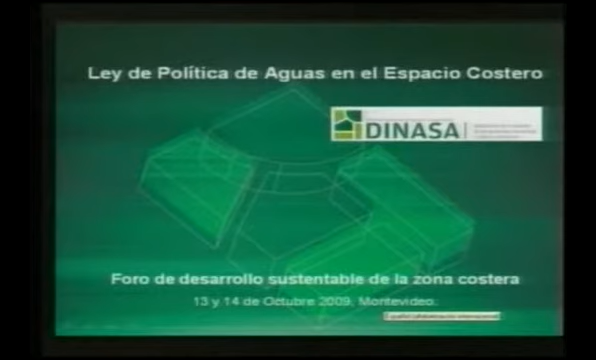 Ley de Política de Aguas en el Espacio Costero
DINASA
Foro de desarrollo sustentable de la zona costera
13 y 14 de Octubre 2009, Montevideo.